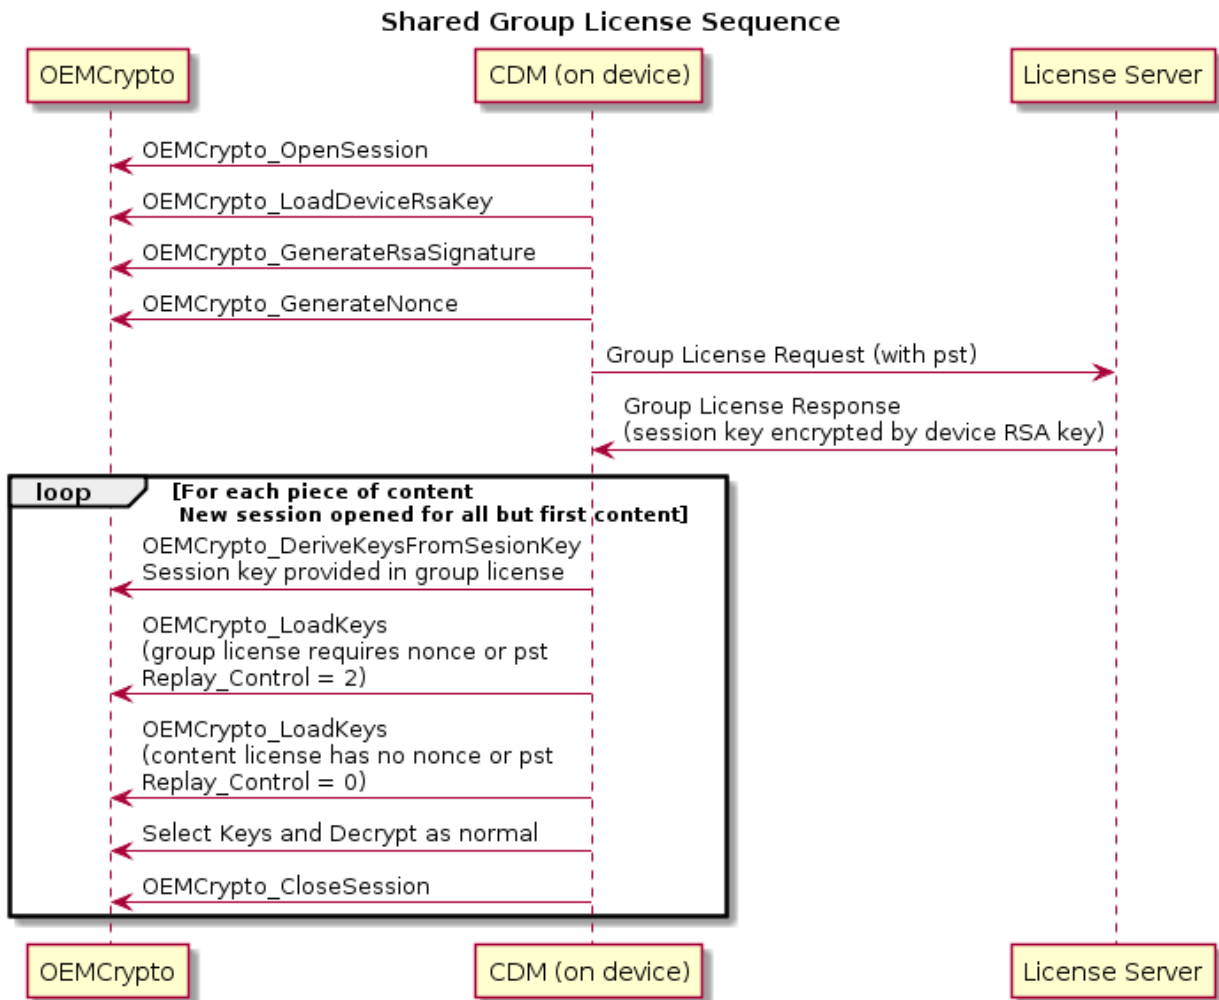 Shared Group License Sequence
OEMCrypto
CDM (on device)
License Server
OEMCrypto_OpenSession
OEMCrypto_LoadDeviceRsaKey
OEMCrypto_GenerateRsaSignature
OEMCrypto_GenerateNonce
Group License Request (with pst)
Group License Response
(session key encrypted by device RSA key)
loop
[For each piece of content
New session opened for all but first content]
OEMCrypto_DeriveKeysFromSesionKey
Session key provided in group license
OEMCrypto_LoadKeys
(group license requires nonce or pst
Replay_Control = 2)
OEMCrypto_LoadKeys
(content license has no nonce or pst
Replay_Control = 0)
Select Keys and Decrypt as normal
OEMCrypto_CloseSession
OEMCrypto
CDM (on device)
License Server